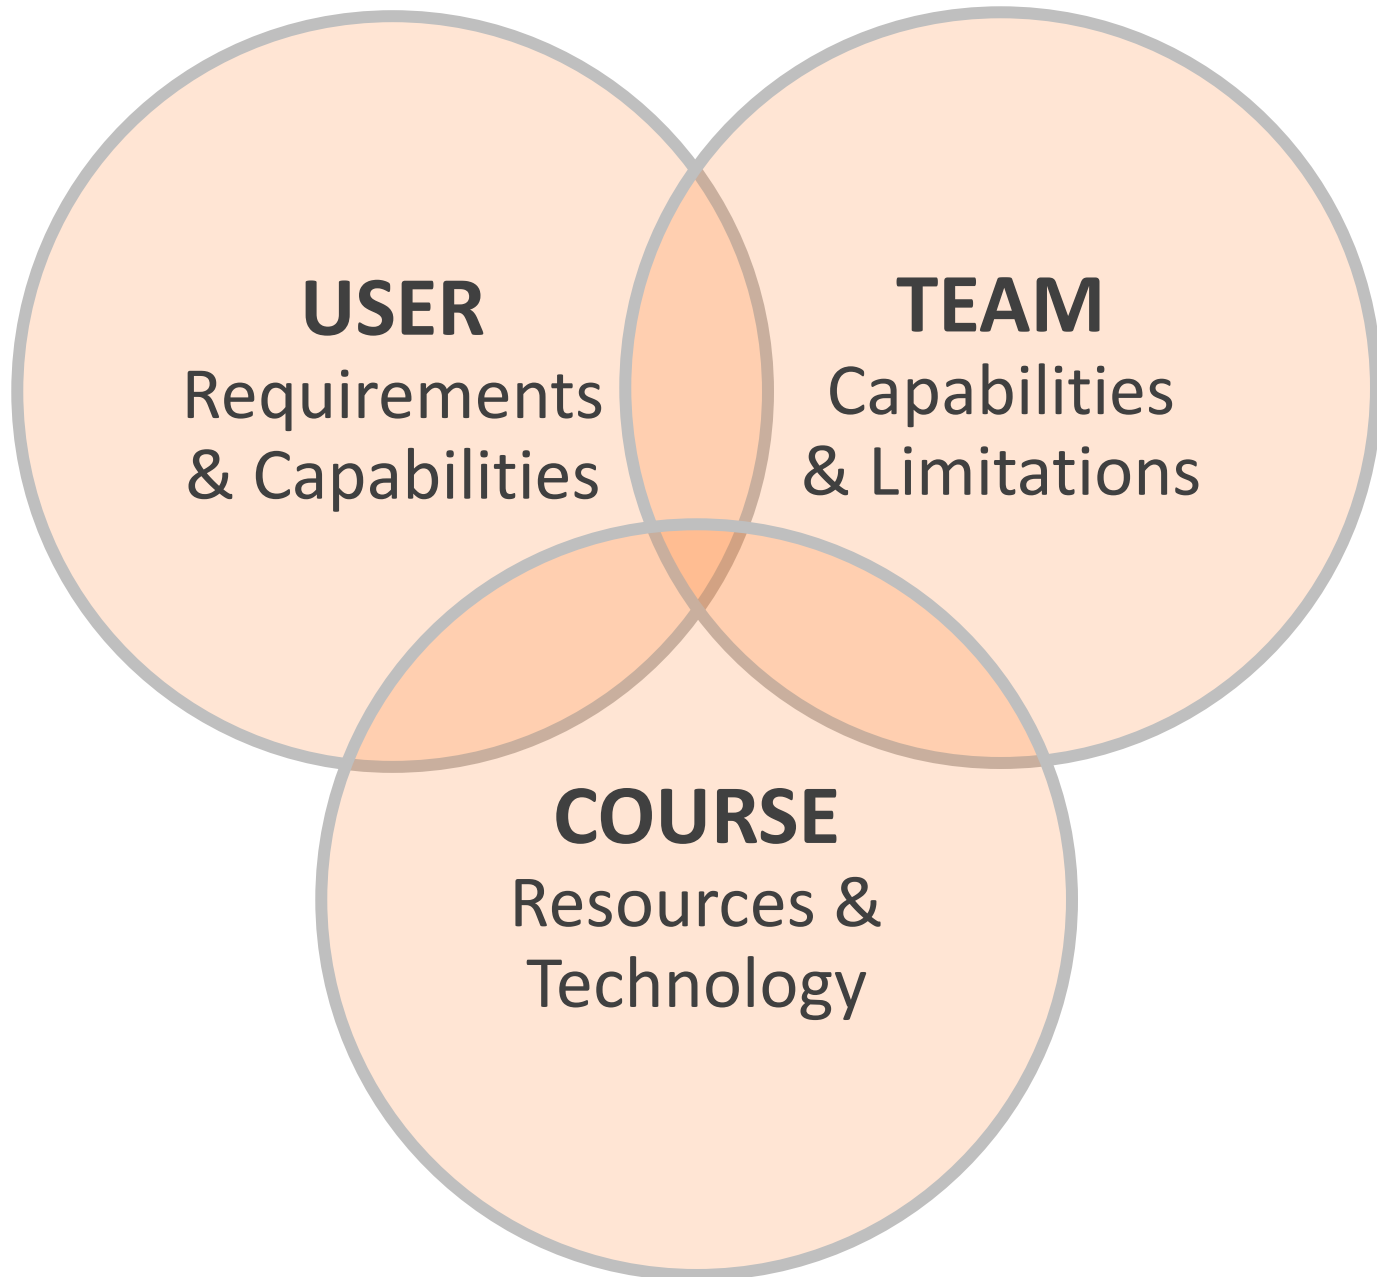 USER
Requirements
& Capabilities
TEAM
Capabilities
& Limitations
COURSE
Resources &
Technology